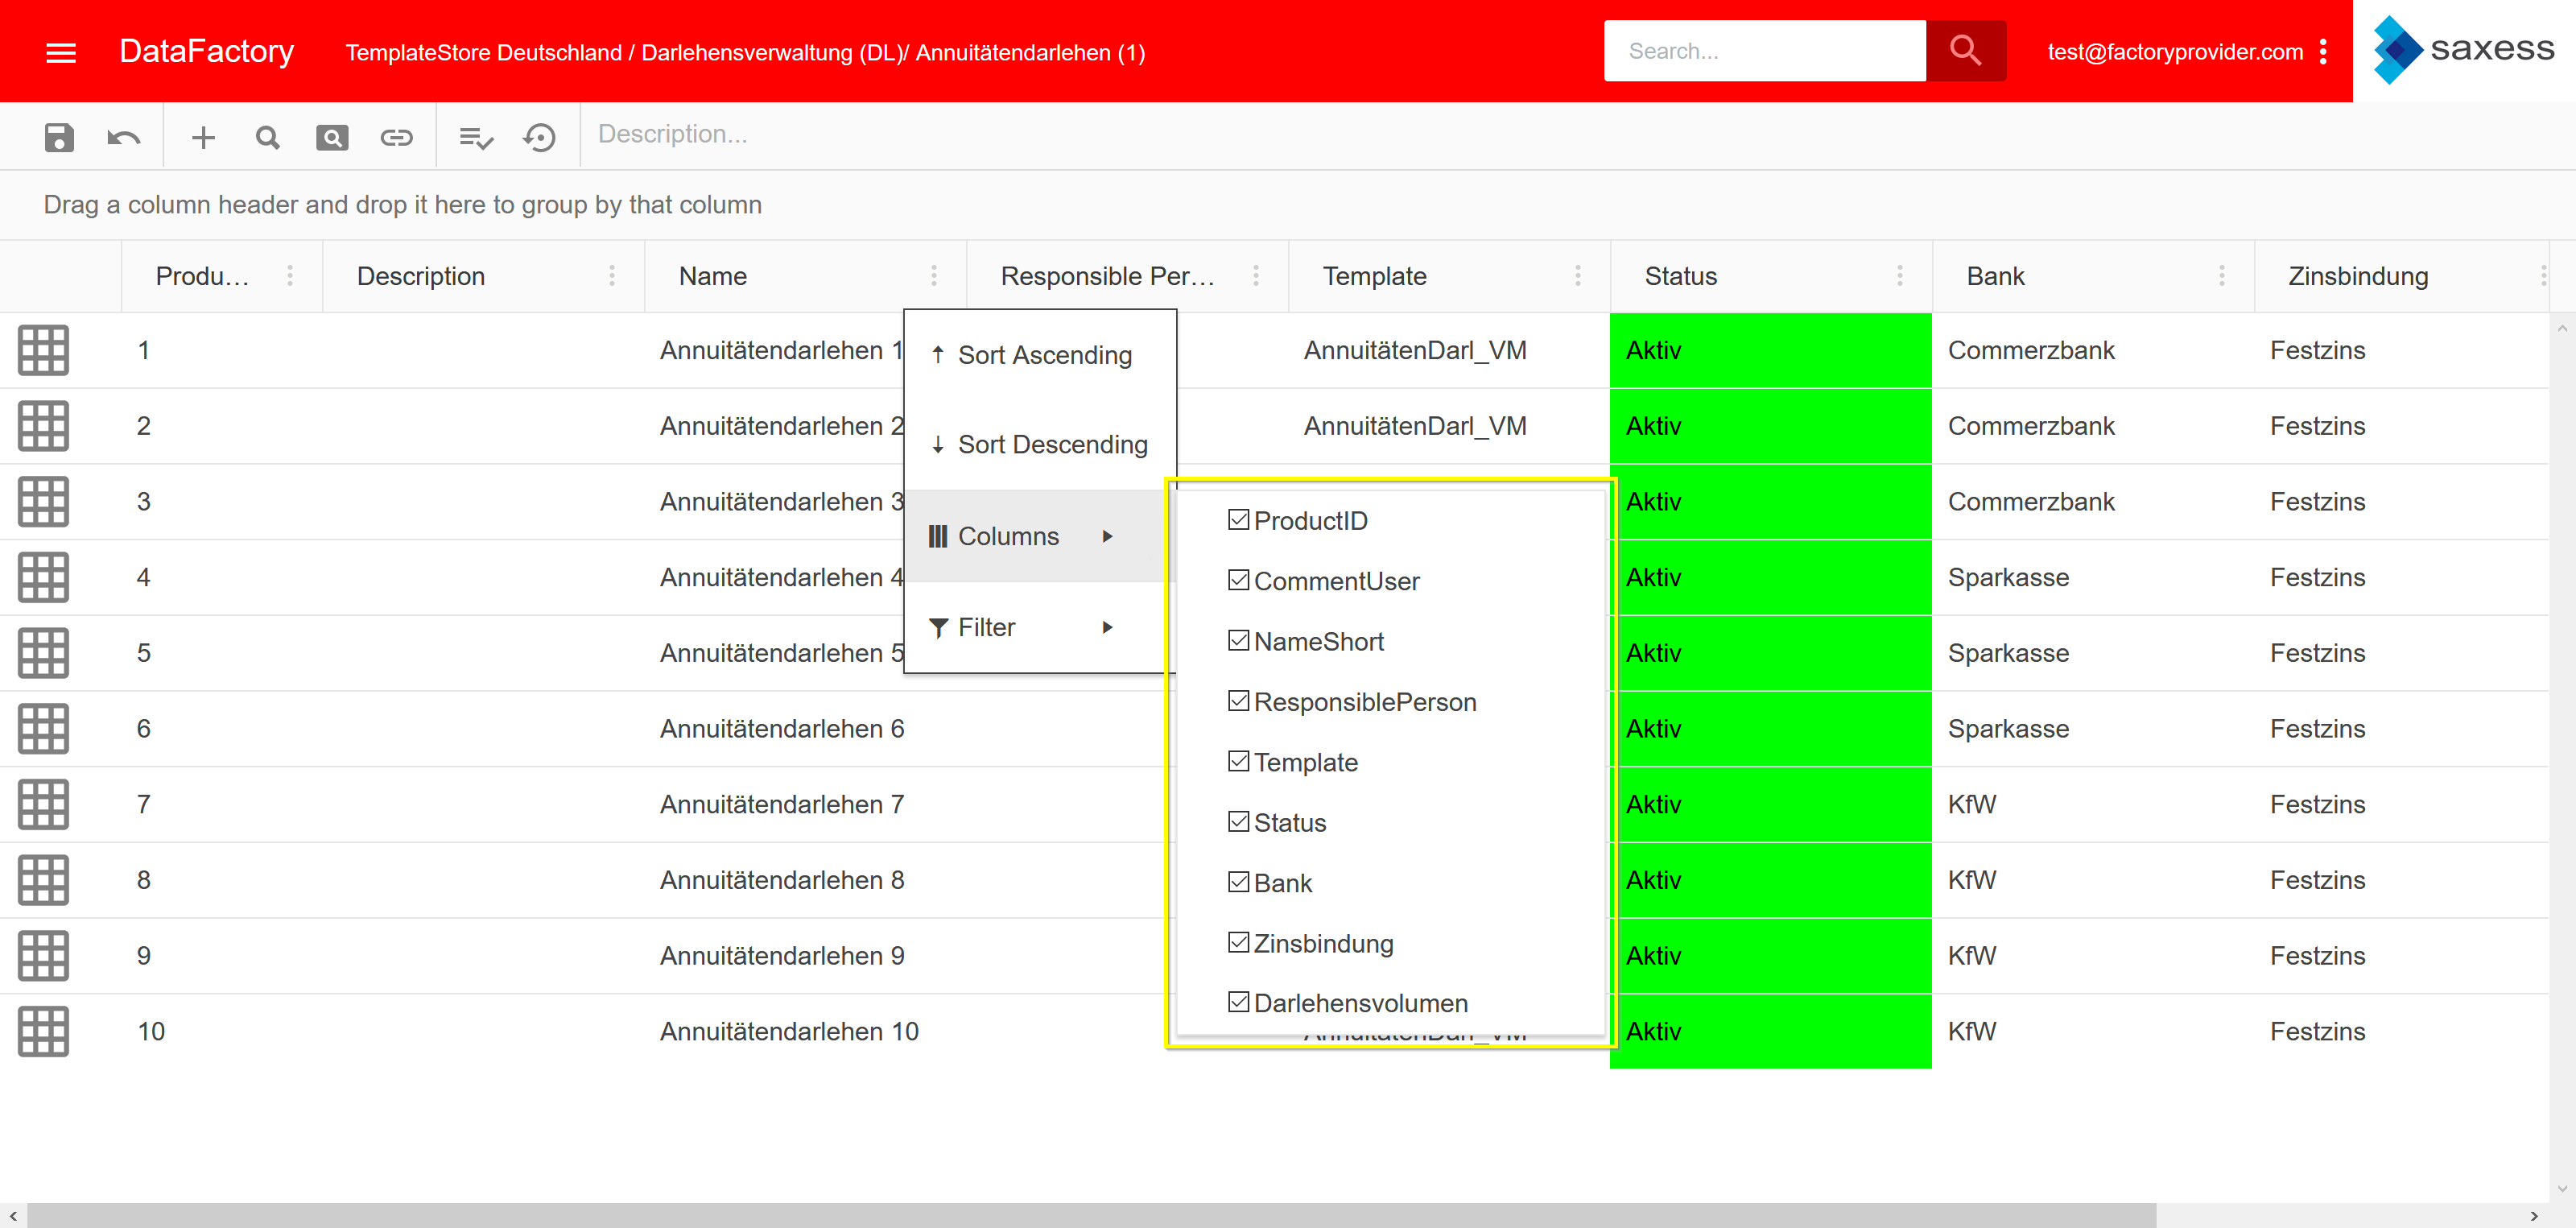 DataFactory TemplateStore Deutschland / Darlehensverwaltung (DL)/ Annuitätendarlehen (1) Search... test@factoryprovider.com saxess
Description...
Drag a column header and drop it here to group by that column
Produ... Description Name Responsible Per... Template Status Bank Zinsbindung
1 Annuitätendarlehen 1 AnnuitätenDarl_VM Aktiv Commerzbank Festzins
2 Annuitätendarlehen 2 AnnuitätenDarl_VM Aktiv Commerzbank Festzins
3 Annuitätendarlehen 3 Aktiv Commerzbank Festzins
4 Annuitätendarlehen 4 Aktiv Sparkasse Festzins
5 Annuitätendarlehen 5 Aktiv Sparkasse Festzins
6 Annuitätendarlehen 6 Aktiv Sparkasse Festzins
7 Annuitätendarlehen 7 Aktiv KfW Festzins
8 Annuitätendarlehen 8 Aktiv KfW Festzins
9 Annuitätendarlehen 9 Aktiv KfW Festzins
10 Annuitätendarlehen 10 AnnuitätenDarl_VM Aktiv KfW Festzins
Sort Ascending
Sort Descending
Columns
Filter
ProductID
CommentUser
NameShort
ResponsiblePerson
Template
Status
Bank
Zinsbindung
Darlehensvolumen